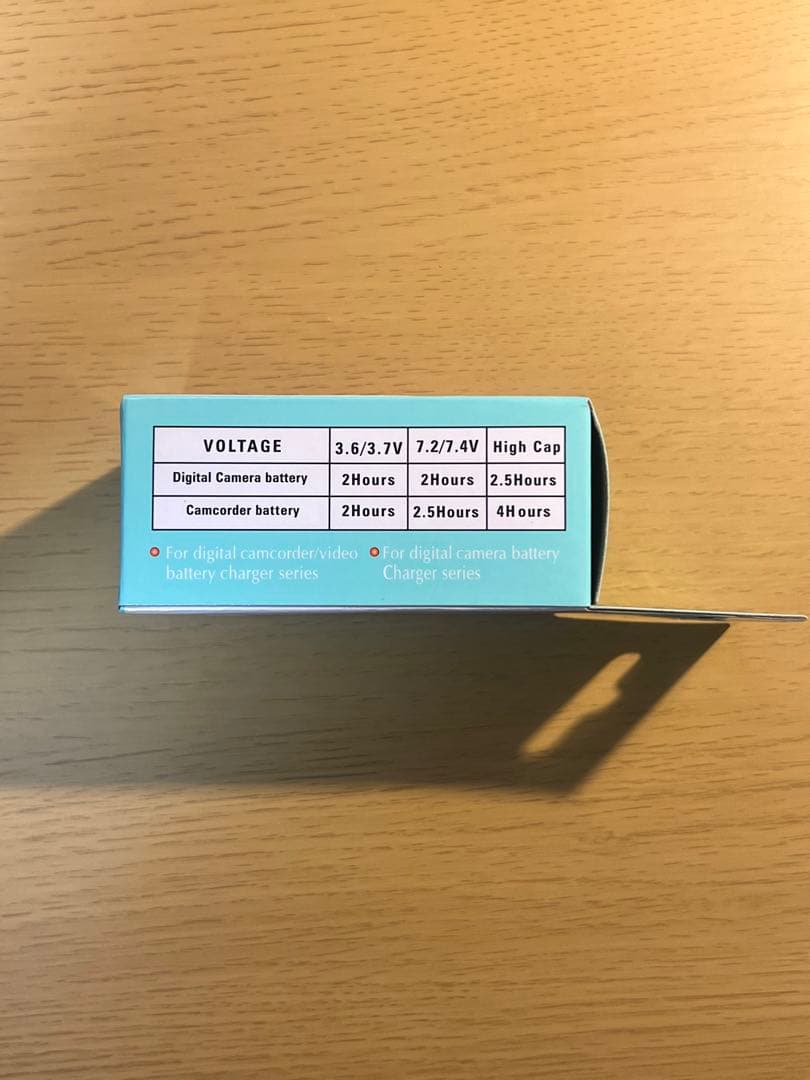 VOLTAGE 3.6/3.7V 7.2/7.4V High Cap
Digital Camera battery 2Hours 2Hours 2.5Hours
Camcorder battery 2Hours 2.5Hours 4Hours
For digital camcorder/video
battery charger series
For digital camera battery
Charger series